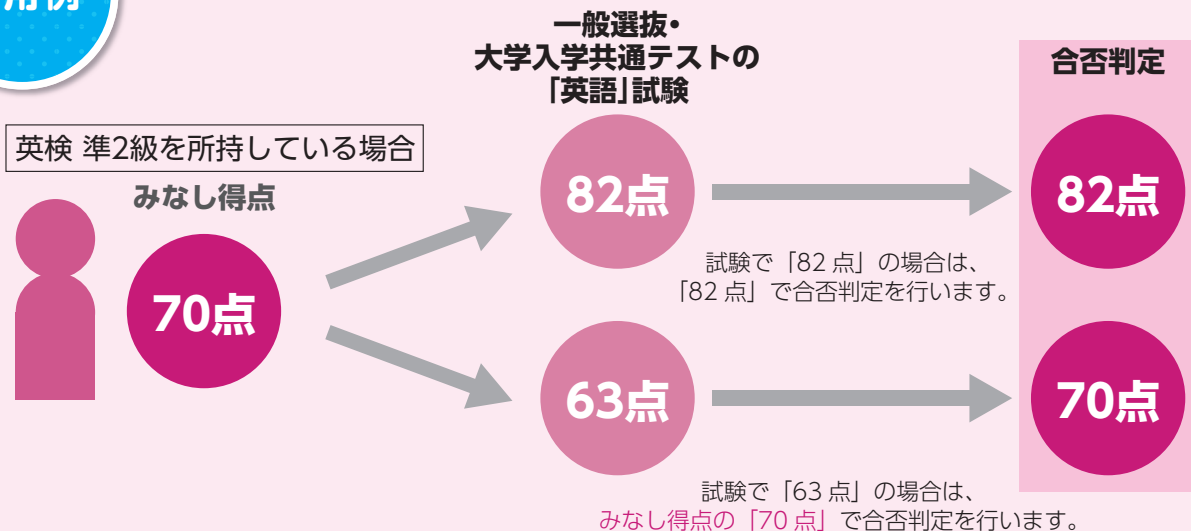 用例
一般選抜・
大学入学共通テストの
「英語」試験
合否判定
英検 準2級を所持している場合
みなし得点
70点
82点
82点
試験で「82 点」の場合は、
「82 点」で合否判定を行います。
63点
70点
試験で「63 点」の場合は、
みなし得点の「70 点」で合否判定を行います。